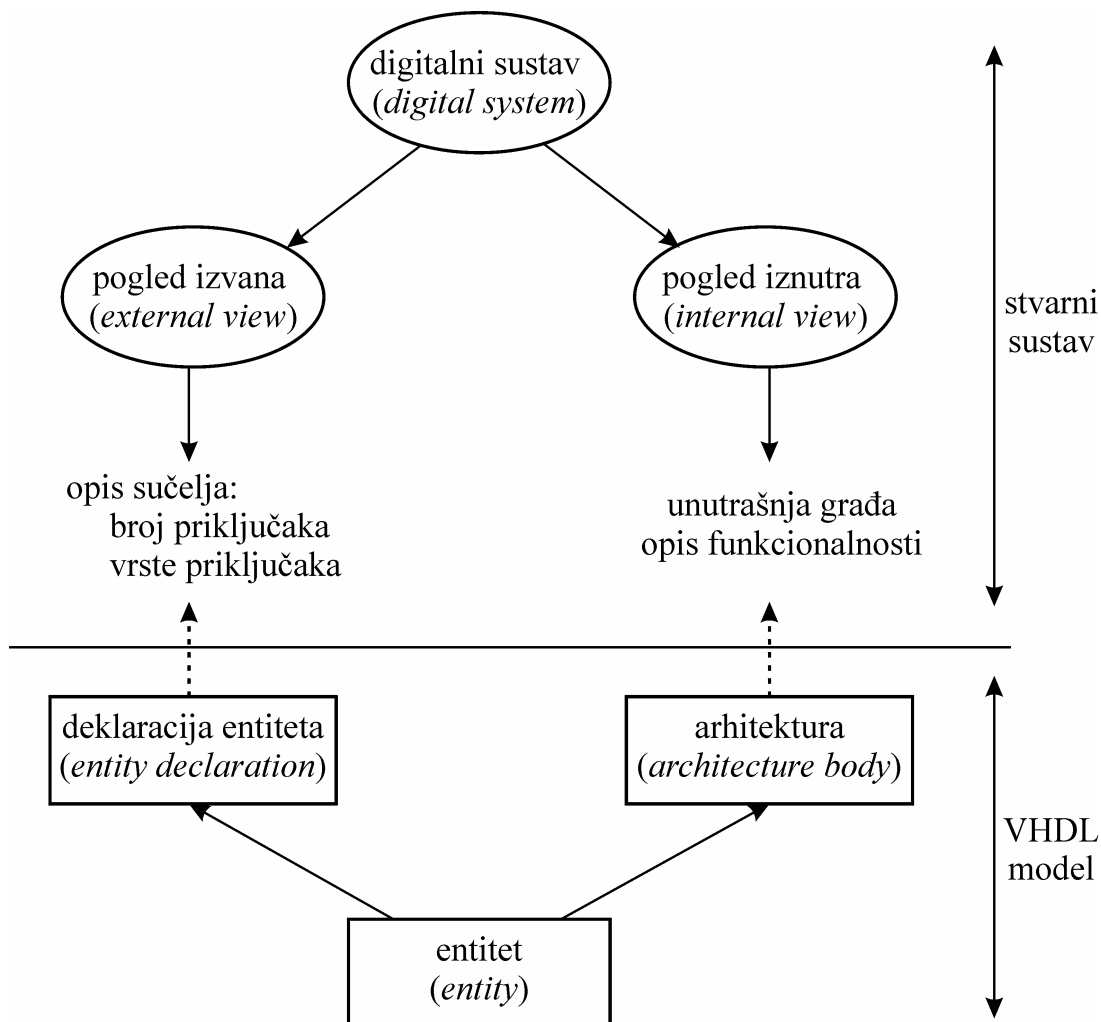 digitalni sustav
(digital system)
pogled izvana
(external view)
pogled iznutra
(internal view)
stvarni
sustav
opis sučelja:
broj priključaka
vrste priključaka
unutrašnja građa
opis funkcionalnosti
deklaracija entiteta
(entity declaration)
arhitektura
(architecture body)
VHDL
model
entitet
(entity)